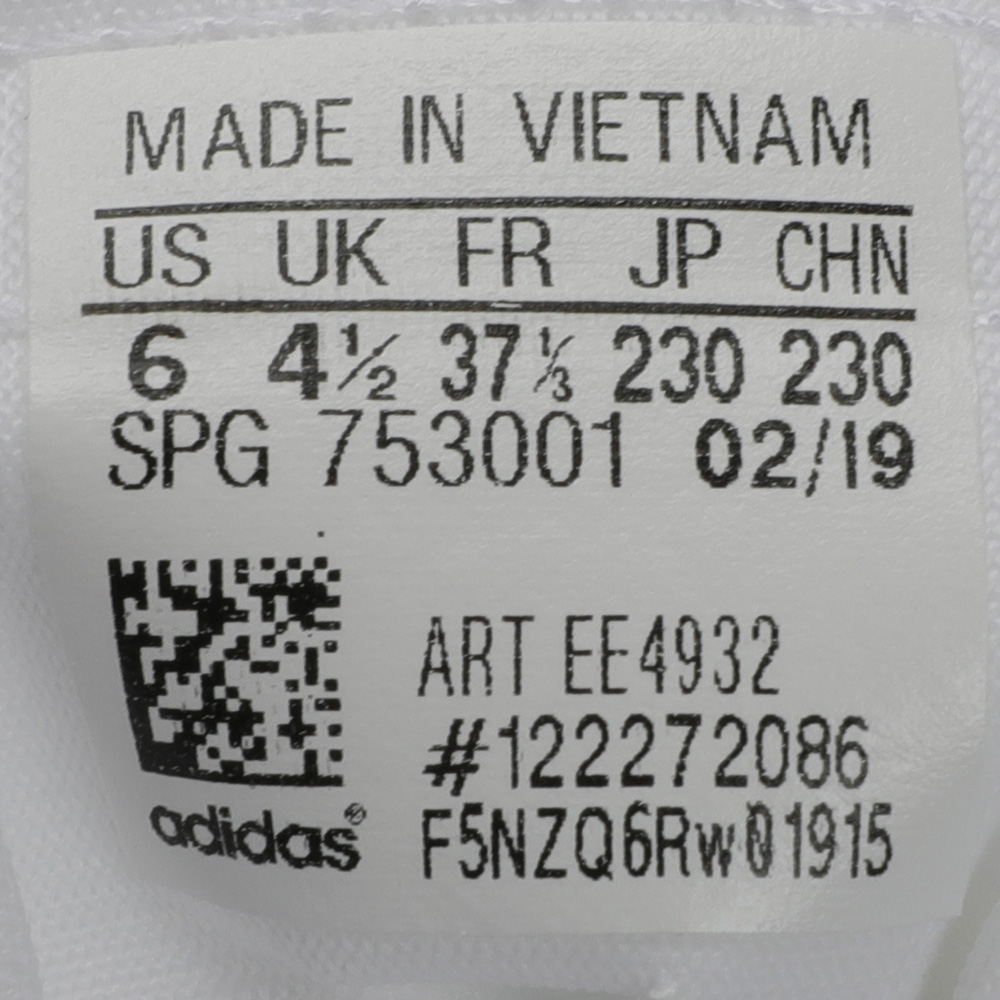 MADE IN VIETNAM
US UK FR JP CHN
6 4½ 37⅓ 230 230
SPG 753001 02/19
ART EE4932
#122272086
F5NZQ6Rw01915
adidas®